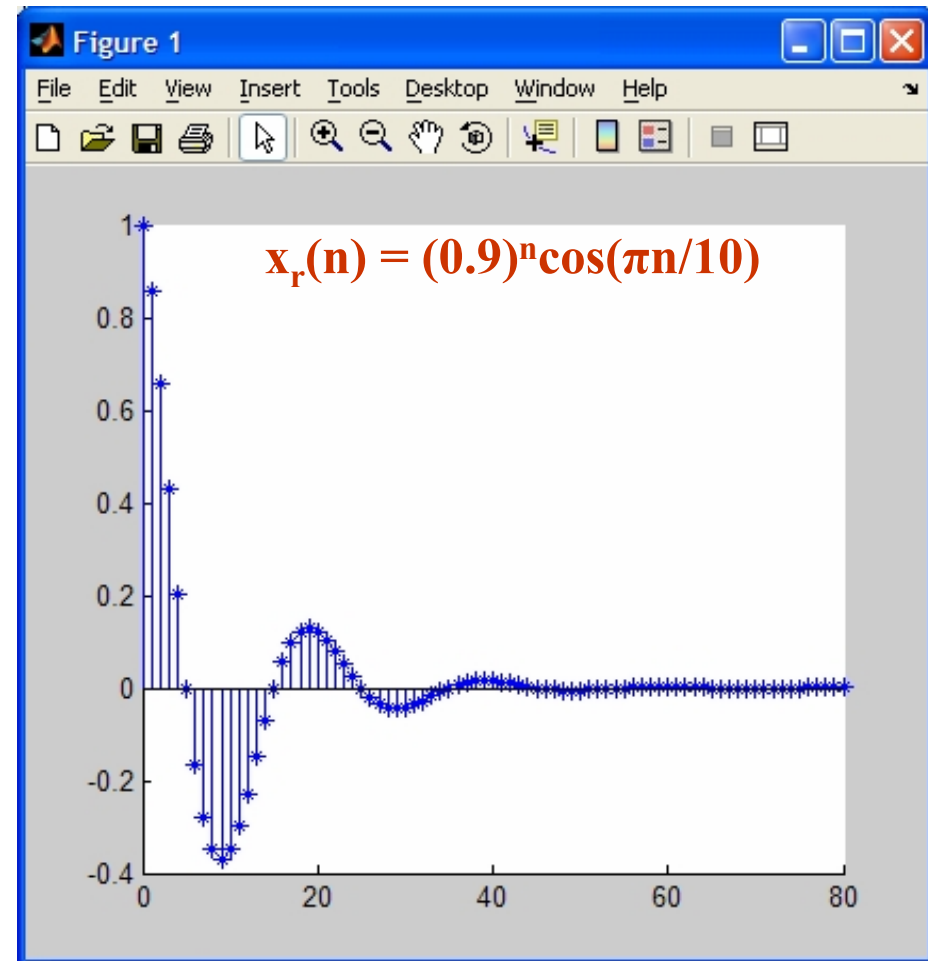 Figure 1
File Edit View Insert Tools Desktop Window Help
xᵣ(n) = (0.9)ⁿcos(πn/10)
1
0.8
0.6
0.4
0.2
0
-0.2
-0.4
0 20 40 60 80